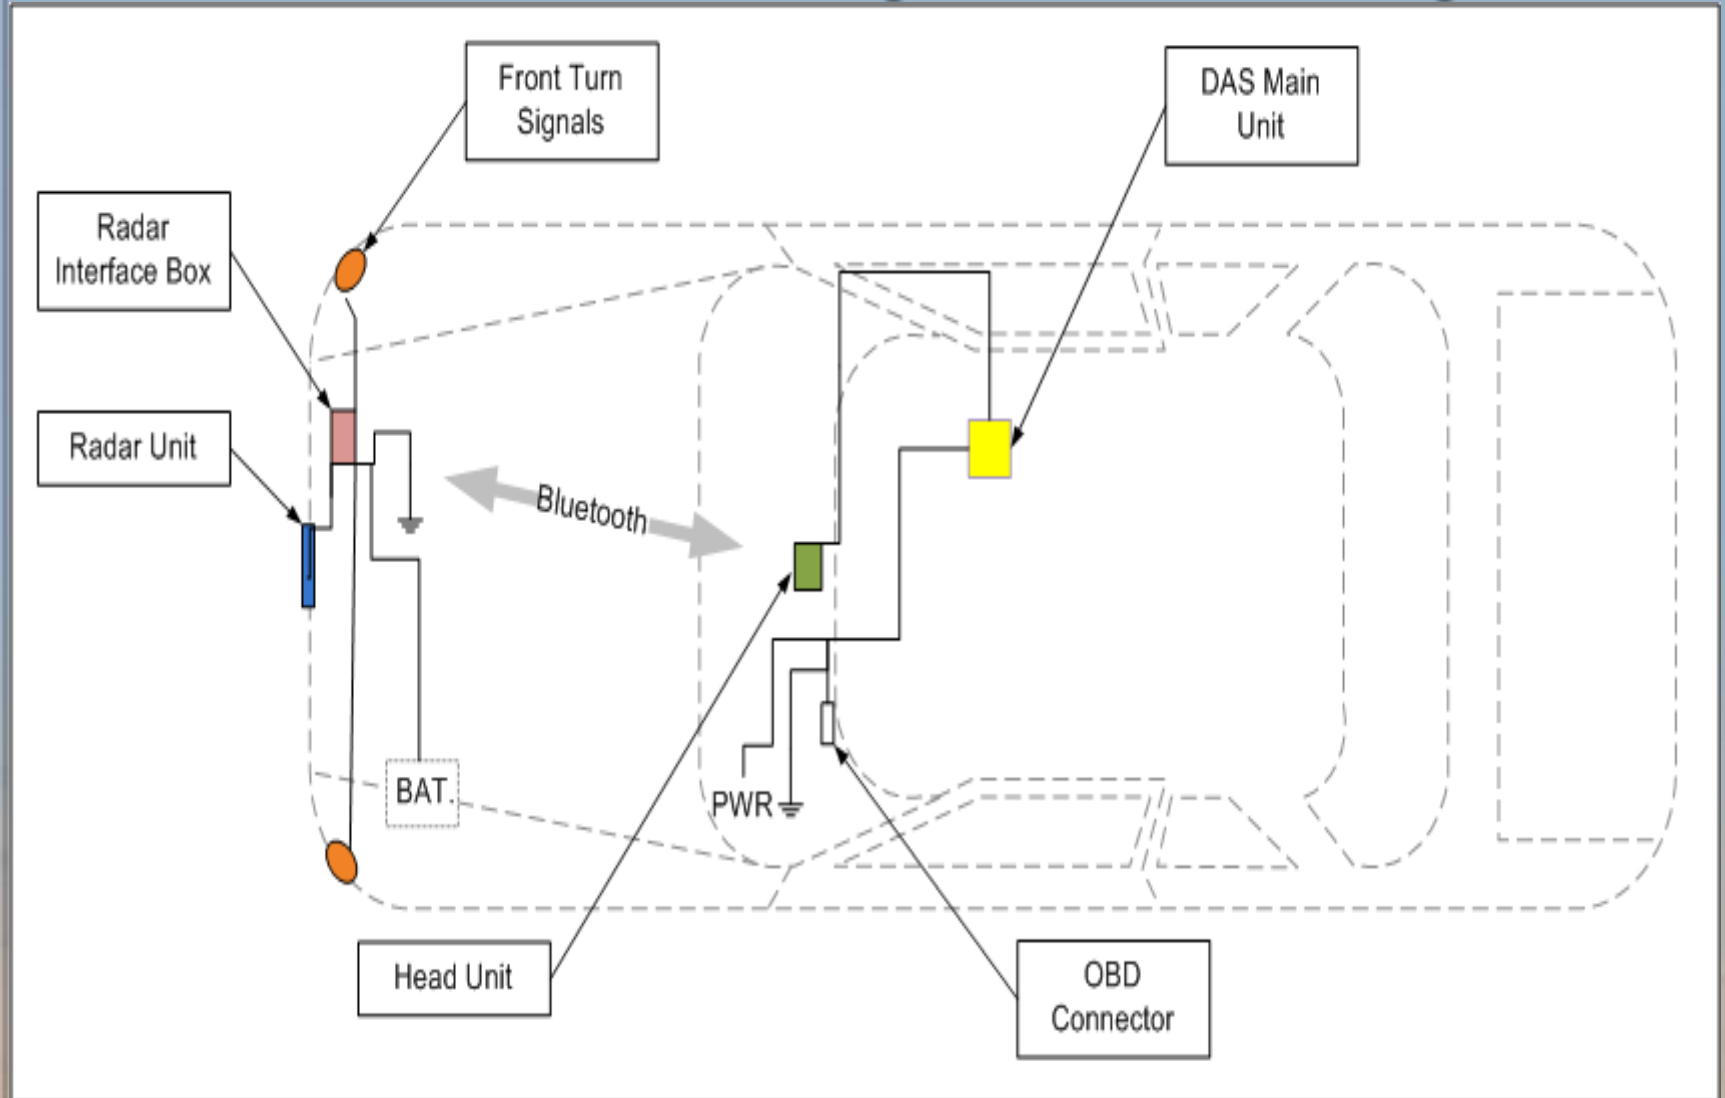 Front Turn
Signals
DAS Main
Unit
Radar
Interface Box
Radar Unit
Bluetooth
BAT.
PWR
Head Unit
OBD
Connector